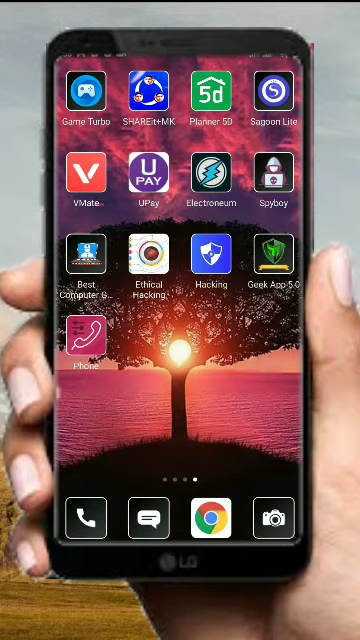 Game Turbo
SHAREit+MK
Planner 5D
Sagoon Lite
5d
S
VMate
UPay
Electroneum
Spyboy
U
PAY
Best
Computer G..
Ethical
Hacking
Hacking
Geek App 5.0
Phone
LG